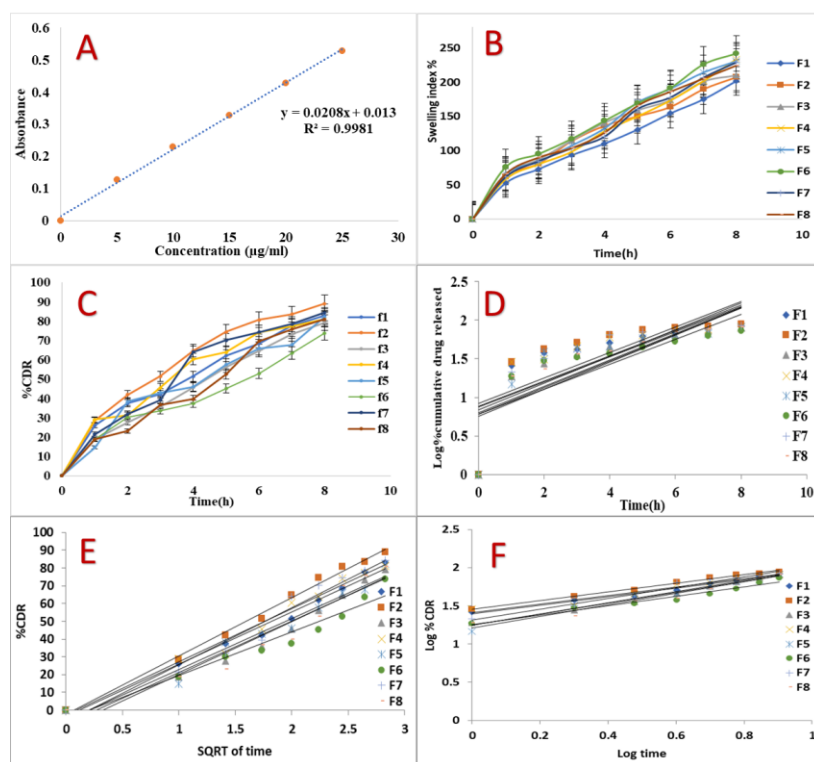 A
0.6
0.5
0.4
0.3
0.2
0.1
0
Absorbance
y = 0.0208x + 0.013
R² = 0.9981
0 5 10 15 20 25 30
Concentration (µg/ml)
B
250
200
150
100
50
0
Swelling index %
0 2 4 6 8 10
Time(h)
F1
F2
F3
F4
F5
F6
F7
F8
C
100
90
80
70
60
50
40
30
20
10
0
%CDR
0 2 4 6 8 10
Time(h)
f1
f2
f3
f4
f5
f6
f7
f8
D
2.5
2
1.5
1
0.5
0
Log%cumulative drug released
0 2 4 6 8 10
Time(h)
F1
F2
F3
F4
F5
F6
F7
F8
E
100
90
80
70
60
50
40
30
20
10
0
%CDR
0 0.5 1 1.5 2 2.5 3
SQRT of time
F1
F2
F3
F4
F5
F6
F7
F8
F
2.5
2
1.5
1
0.5
0
Log %CDR
0 0.2 0.4 0.6 0.8 1
Log time
F1
F2
F3
F4
F5
F6
F7
F8